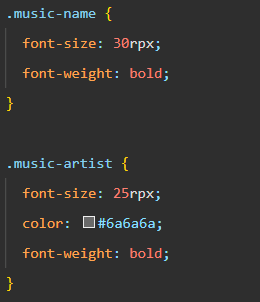 .music-name {
font-size: 30rpx;
font-weight: bold;
}
.music-artist {
font-size: 25rpx;
color: #6a6a6a;
font-weight: bold;
}